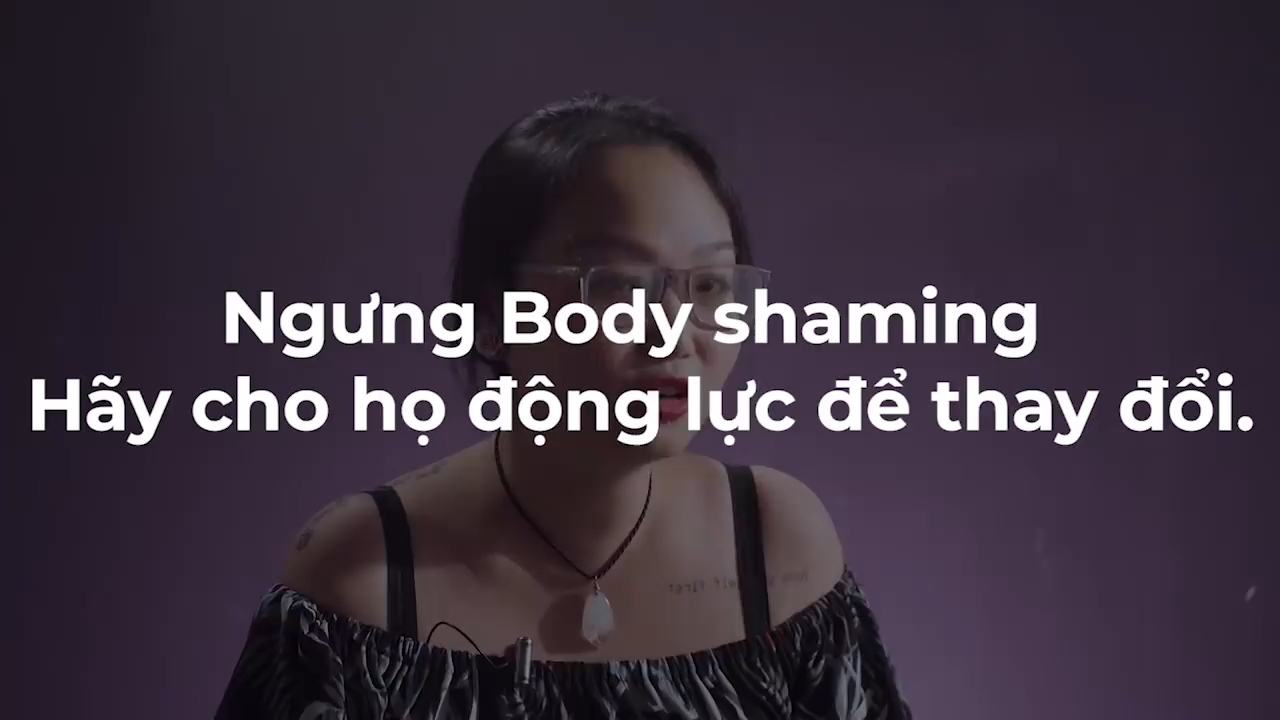 Ngưng Body shaming
Hãy cho họ động lực để thay đổi.